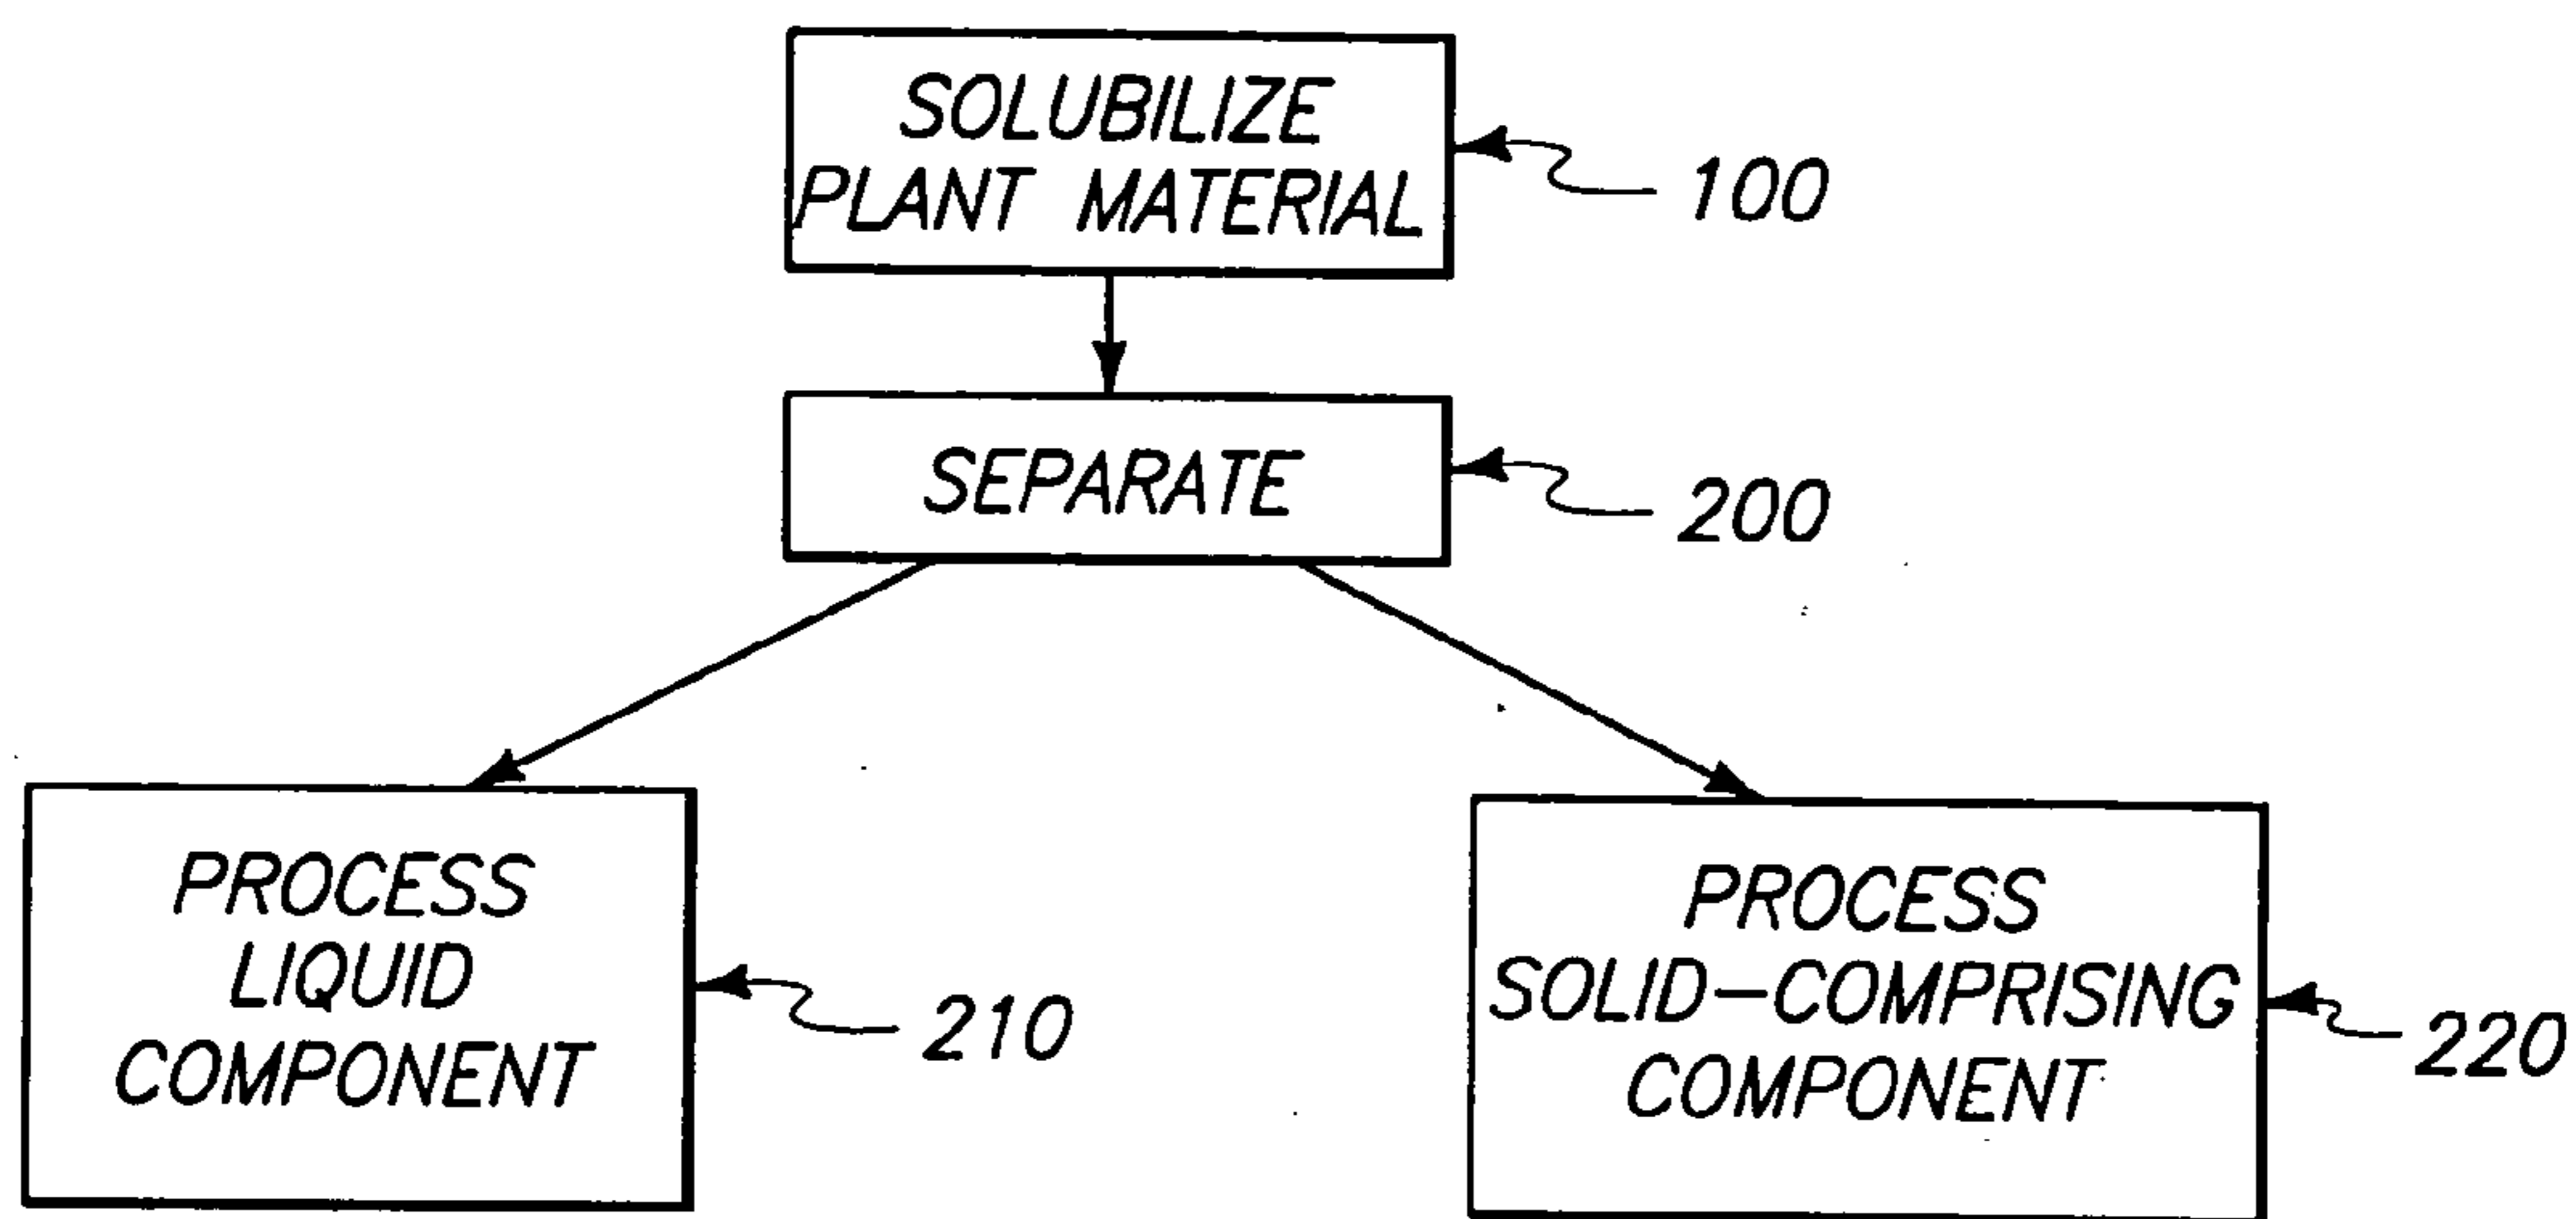 SOLUBILIZE
PLANT MATERIAL
100
SEPARATE
200
PROCESS
LIQUID
COMPONENT
210
PROCESS
SOLID-COMPRISING
COMPONENT
220